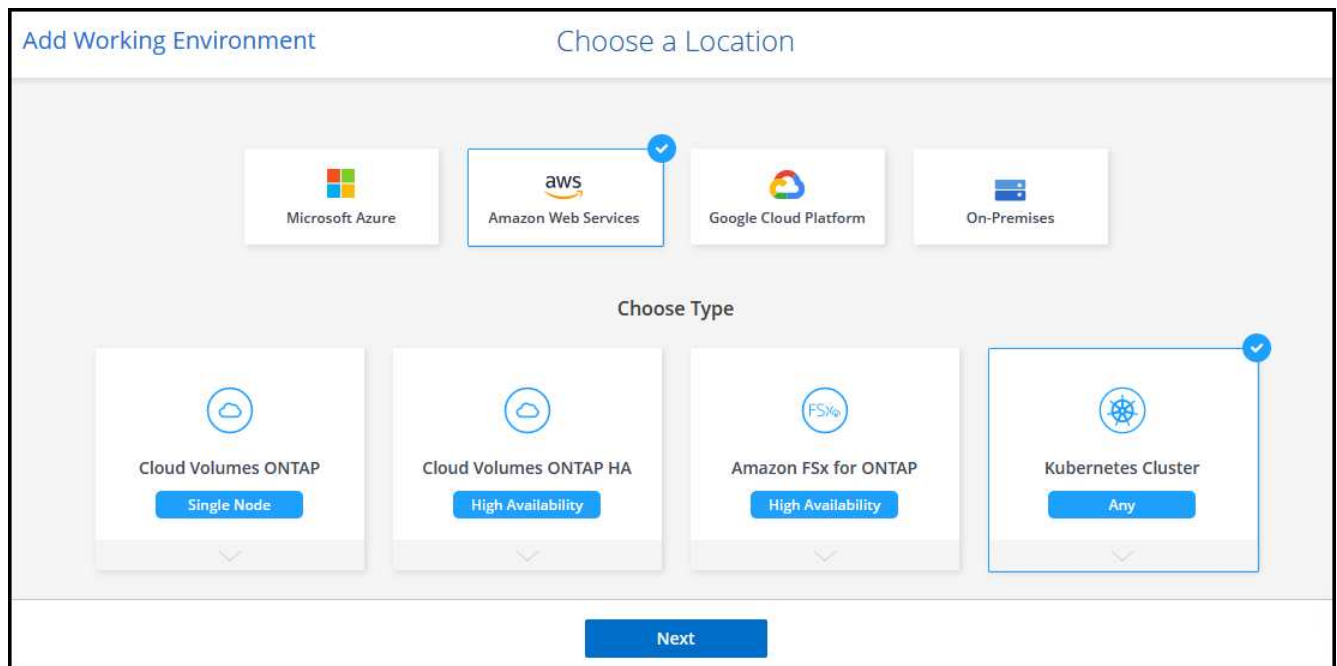 Add Working Environment
Choose a Location
aws
Microsoft Azure
Amazon Web Services
Google Cloud Platform
On-Premises
Choose Type
FSx
Cloud Volumes ONTAP
Cloud Volumes ONTAP HA
Amazon FSx for ONTAP
Kubernetes Cluster
Single Node
High Availability
High Availability
Any
Next